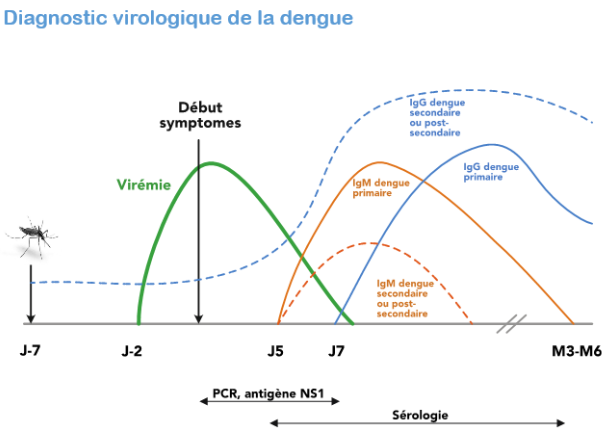 Diagnostic virologique de la dengue
Début
symptomes
IgG dengue
secondaire
ou post-
secondaire
Virémie
IgM dengue
primaire
IgG dengue
primaire
IgM dengue
secondaire
ou post-
secondaire
J-7
J-2
J5
J7
M3-M6
PCR, antigène NS1
Sérologie